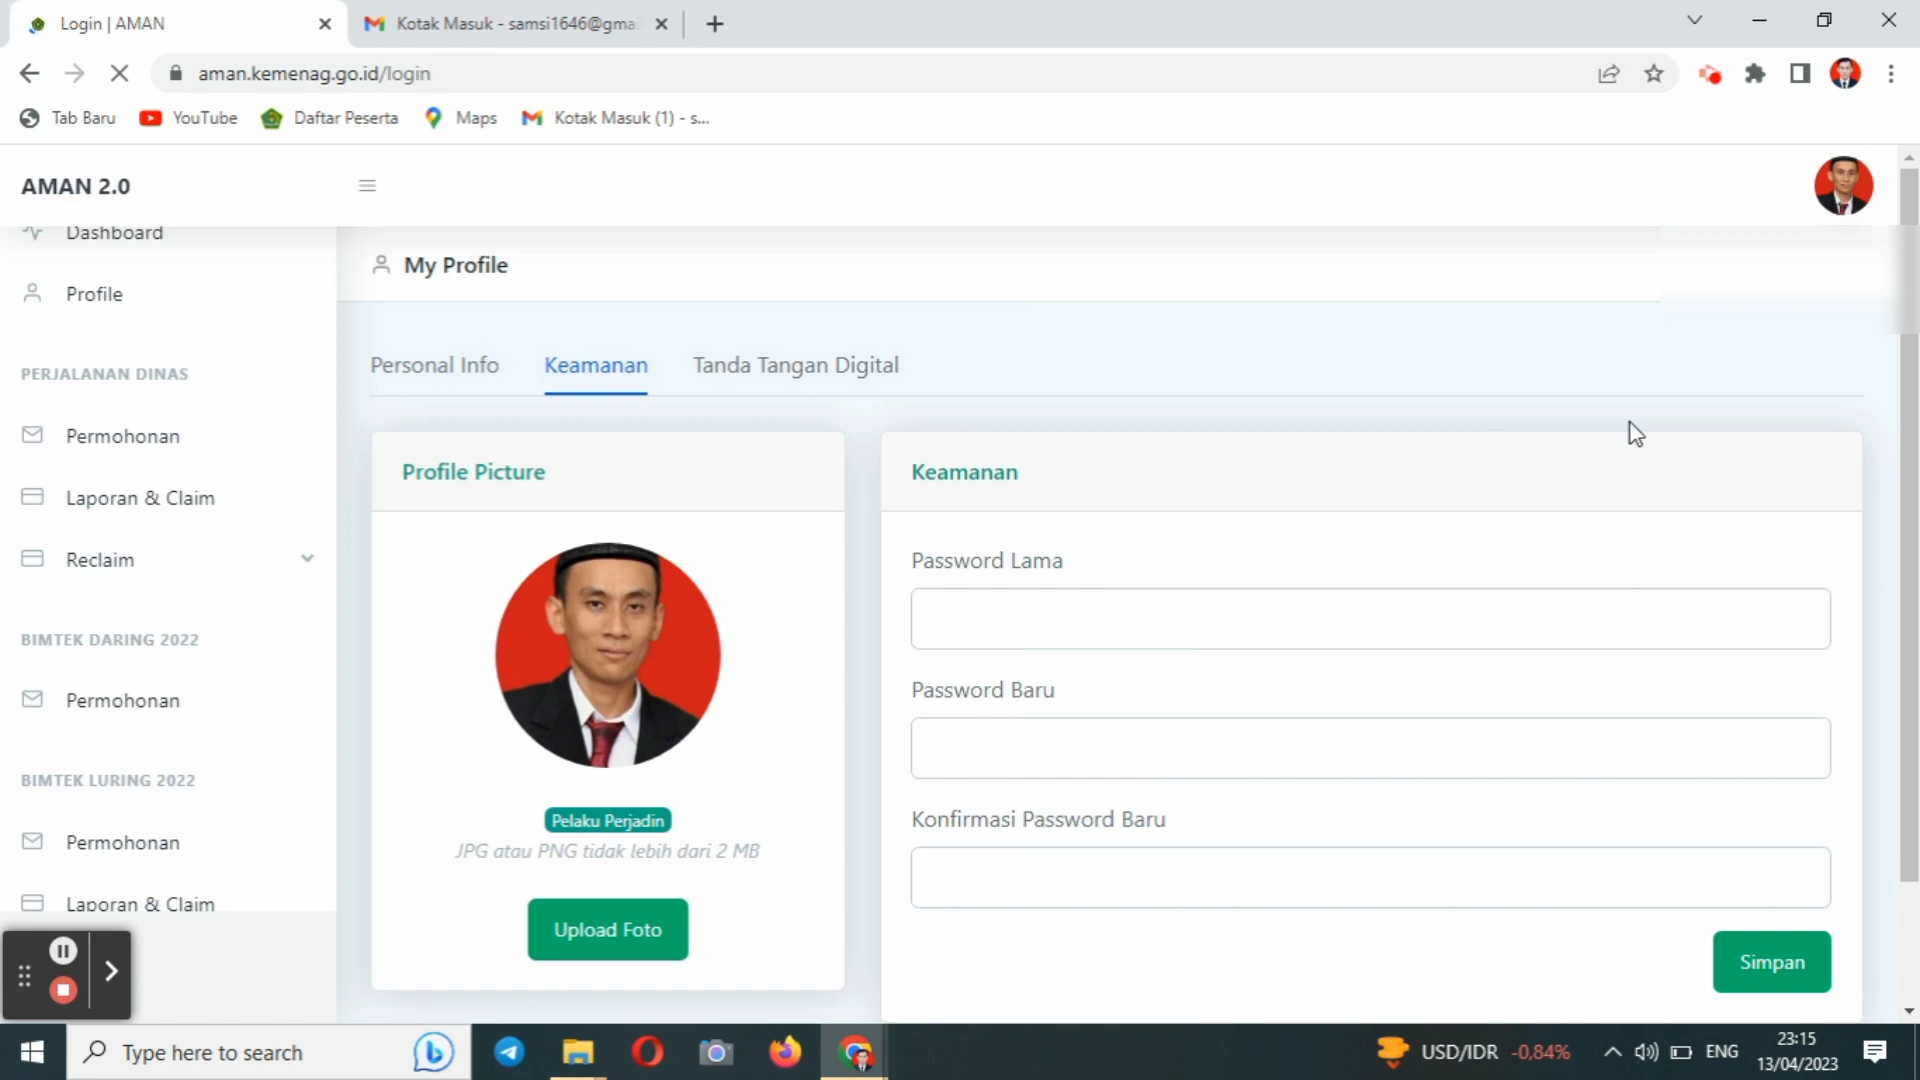 Login | AMAN
Kotak Masuk - samsi1646@gmai
aman.kemenag.go.id/login
Tab Baru
YouTube
Daftar Peserta
Maps
Kotak Masuk (1) - s...
AMAN 2.0
Dashboard
Profile
PERJALANAN DINAS
Permohonan
Laporan & Claim
Reclaim
BIMTEK DARING 2022
Permohonan
BIMTEK LURING 2022
Permohonan
Laporan & Claim
My Profile
Personal Info
Keamanan
Tanda Tangan Digital
Profile Picture
Pelaku Perjadin
JPG atau PNG tidak lebih dari 2 MB
Upload Foto
Keamanan
Password Lama
Password Baru
Konfirmasi Password Baru
Simpan
Type here to search
USD/IDR -0,84%
ENG
23:15
13/04/2023